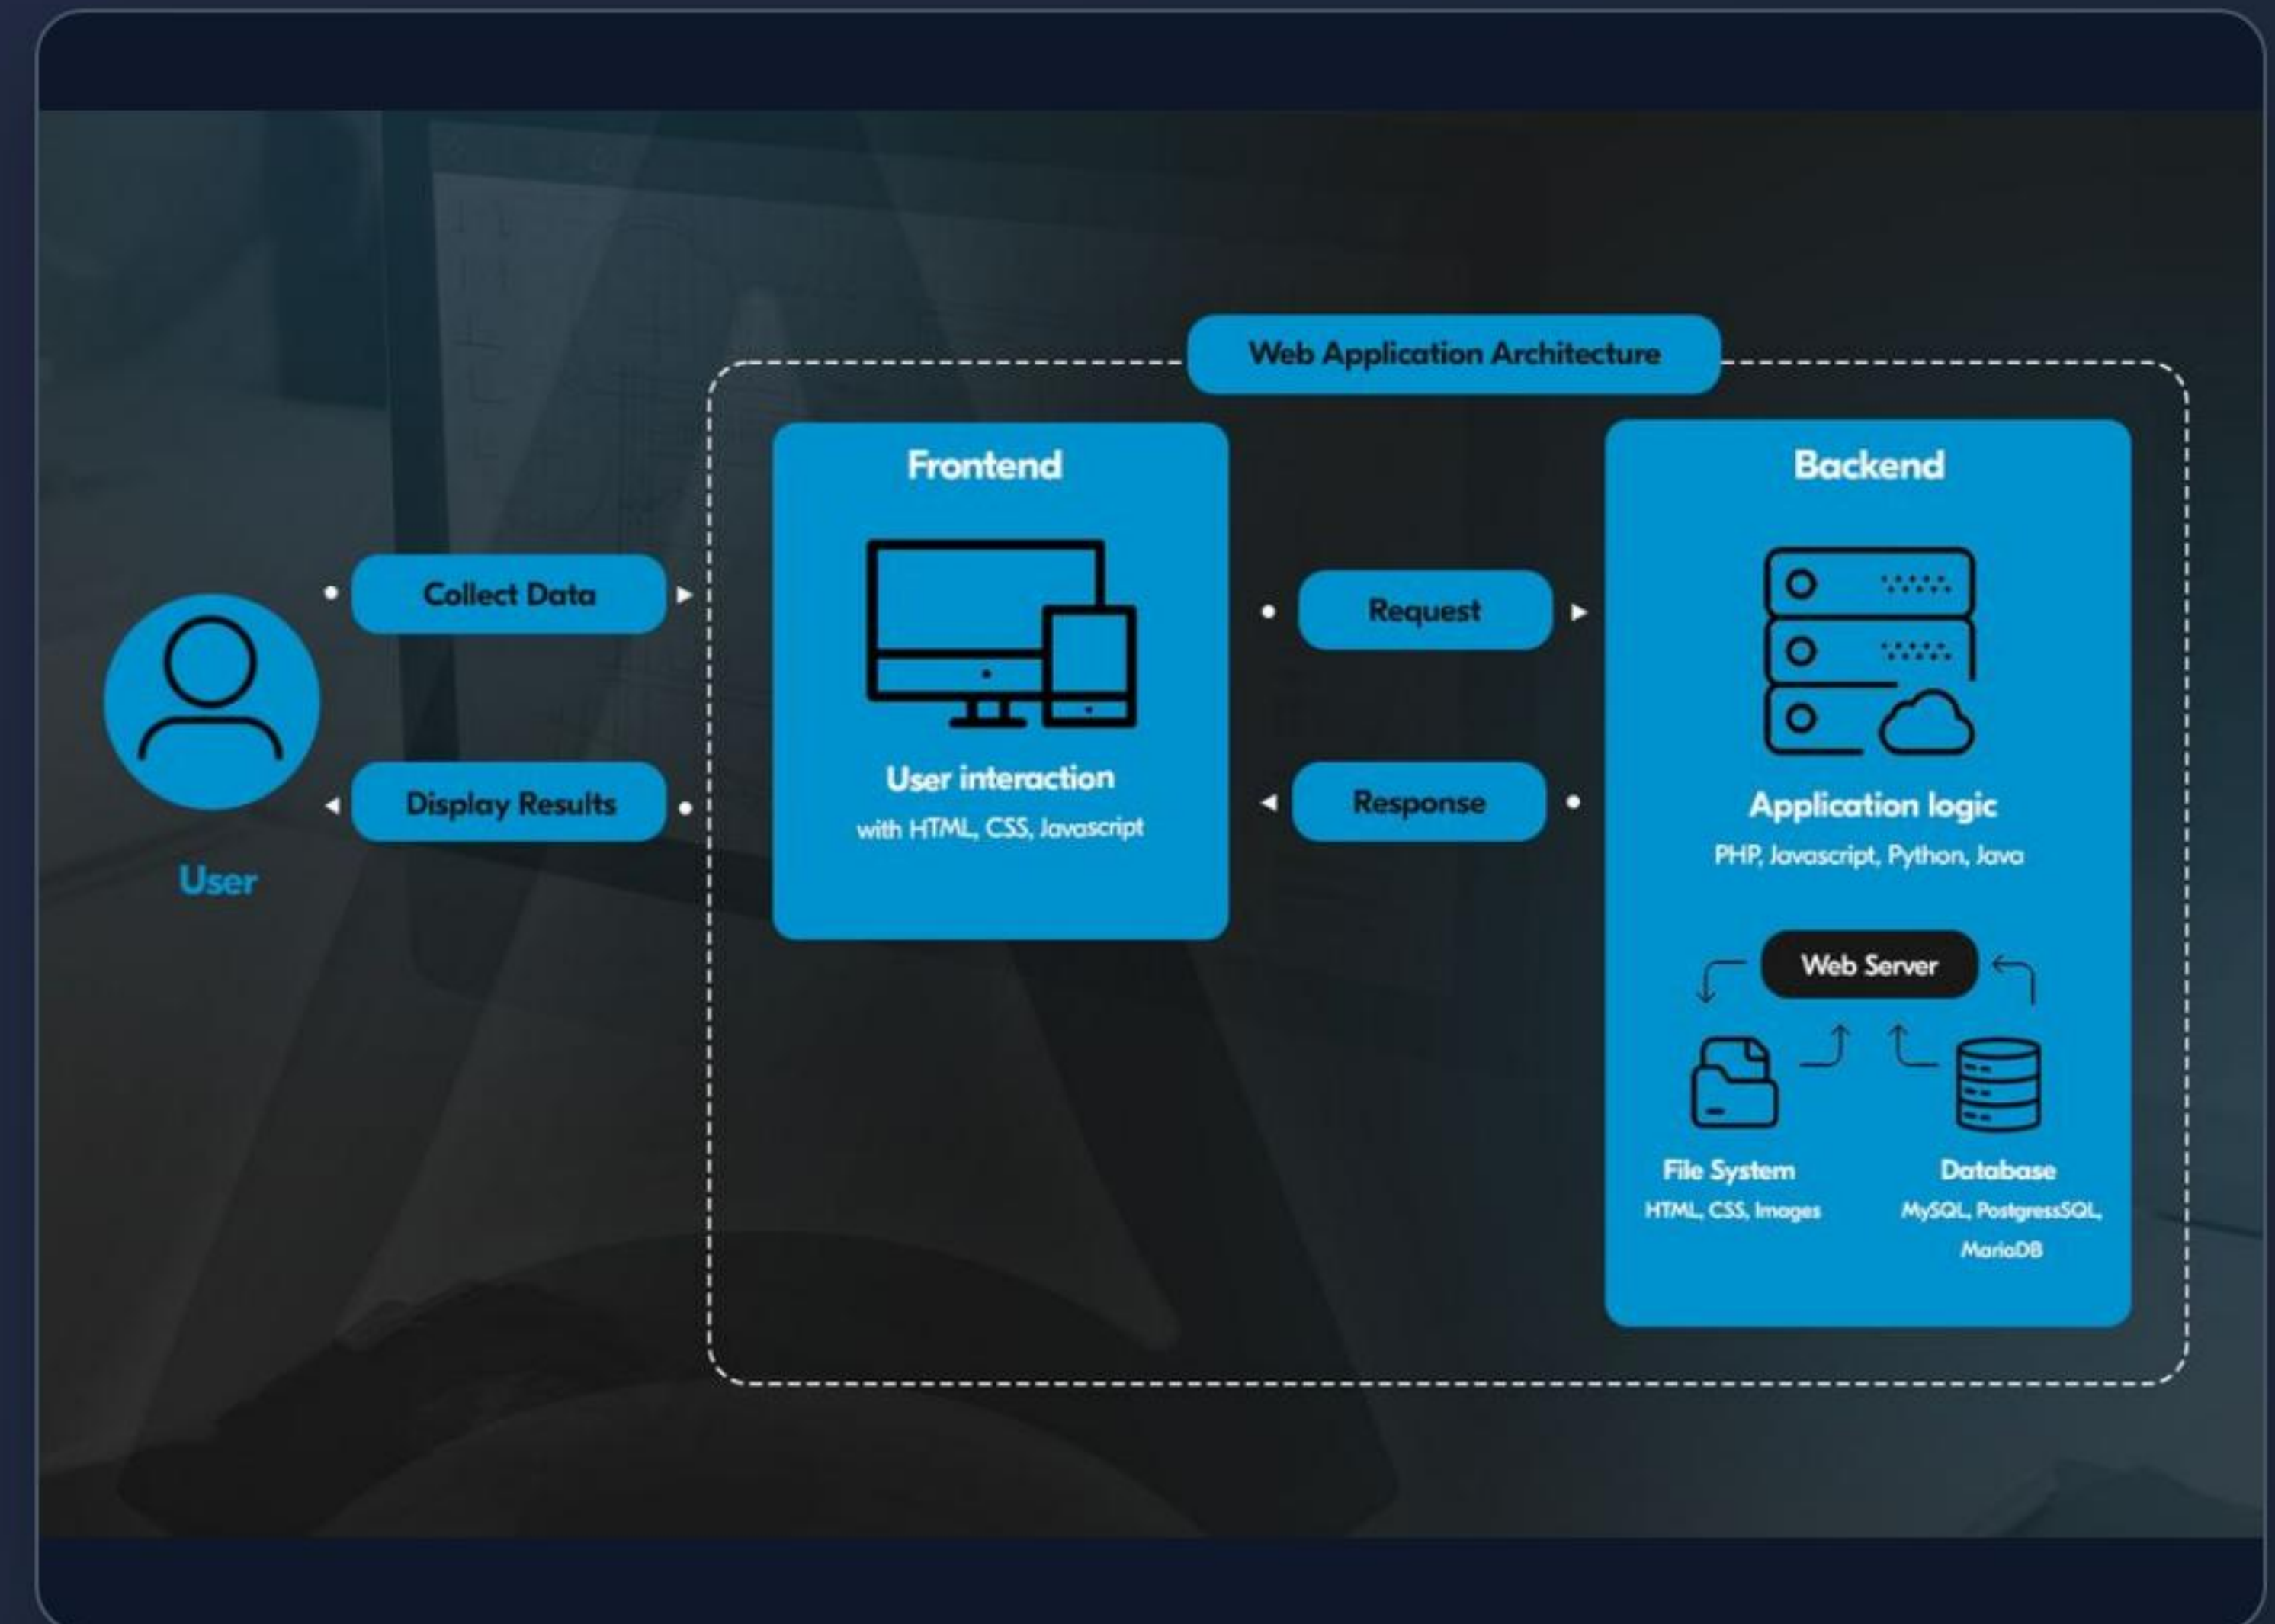 Web Application Architecture
Frontend
Backend
Collect Data
Request
User interaction
with HTML, CSS, Javascript
Display Results
Response
Application logic
PHP, Javascript, Python, Java
User
Web Server
File System
HTML, CSS, Images
Database
MySQL, PostgressSQL,
MariaDB